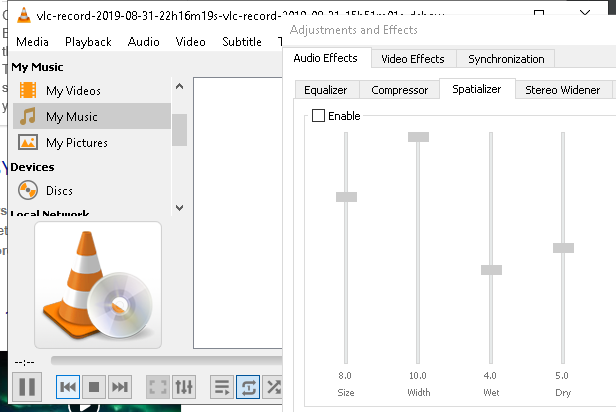 vlc-record-2019-08-31-22h16m19s-vlc-record-2019-08-31-15h51m01s-dshow
Media Playback Audio Video Subtitle T
My Music
My Videos
My Music
My Pictures
Devices
Discs
Local Network
--:--
Adjustments and Effects
Audio Effects Video Effects Synchronization
Equalizer Compressor Spatializer Stereo Widener
Enable
8.0 10.0 4.0 5.0
Size Width Wet Dry